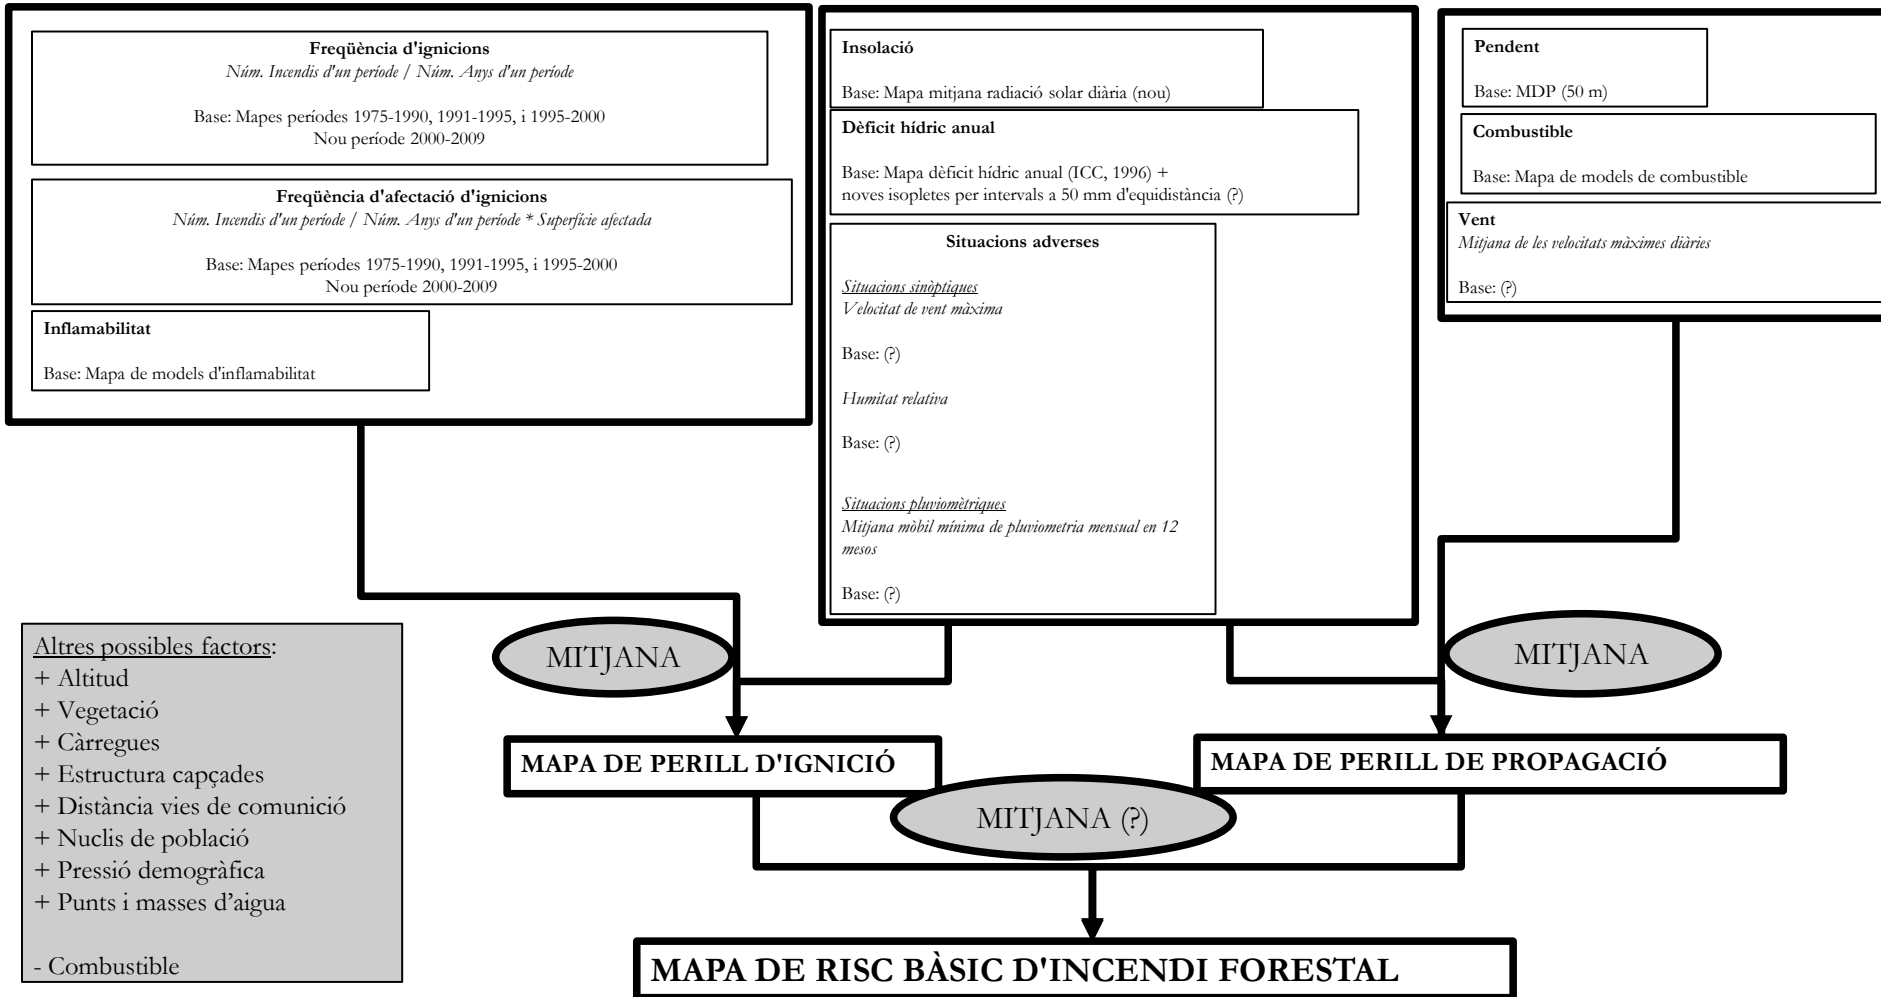 Freqüència d'ignicions
Núm. Incendis d'un període / Núm. Anys d'un període
Base: Mapes períodes 1975-1990, 1991-1995, i 1995-2000
Nou període 2000-2009
Freqüència d'afectació d'ignicions
Núm. Incendis d'un període / Núm. Anys d'un període * Superfície afectada
Base: Mapes períodes 1975-1990, 1991-1995, i 1995-2000
Nou període 2000-2009
Inflamabilitat
Base: Mapa de models d'inflamabilitat
Insolació
Base: Mapa mitjana radiació solar diària (nou)
Dèficit hídric anual
Base: Mapa dèficit hídric anual (ICC, 1996) +
noves isopletes per intervals a 50 mm d'equidistància (?)
Situacions adverses
Situacions sinòptiques
Velocitat de vent màxima
Base: (?)
Humitat relativa
Base: (?)
Situacions pluviomètriques
Mitjana mòbil mínima de pluviometria mensual en 12
mesos
Base: (?)
Pendent
Base: MDP (50 m)
Combustible
Base: Mapa de models de combustible
Vent
Mitjana de les velocitats màximes diàries
Base: (?)
Altres possibles factors:
+ Altitud
+ Vegetació
+ Càrregues
+ Estructura capçades
+ Distància vies de comunició
+ Nuclis de població
+ Pressió demogràfica
+ Punts i masses d’aigua
- Combustible
MITJANA
MITJANA
MAPA DE PERILL D'IGNICIÓ
MAPA DE PERILL DE PROPAGACIÓ
MITJANA (?)
MAPA DE RISC BÀSIC D'INCENDI FORESTAL